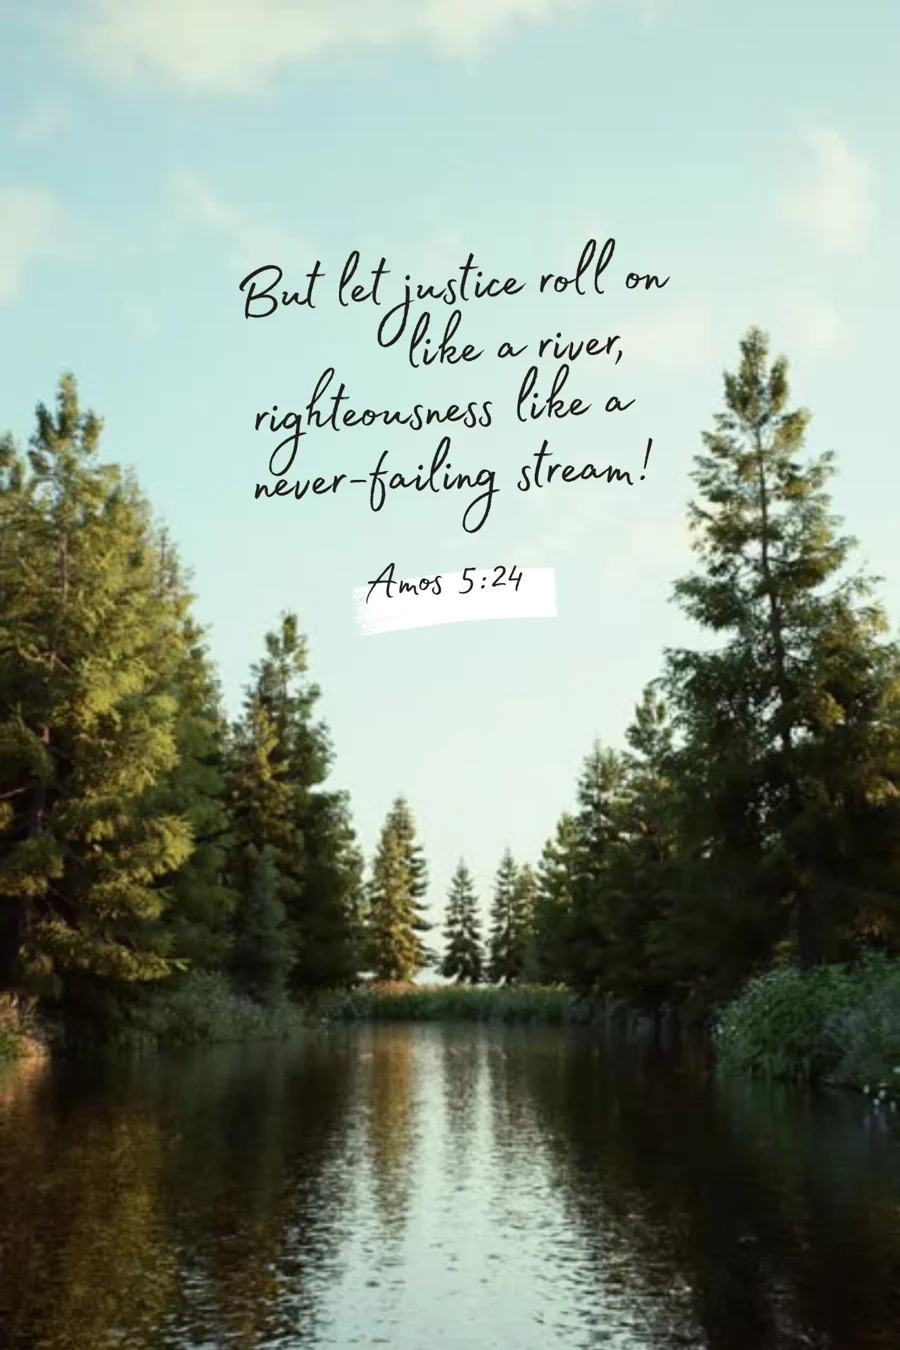 But let justice roll on
like a river,
righteousness like a
never-failing stream!
Amos 5:24